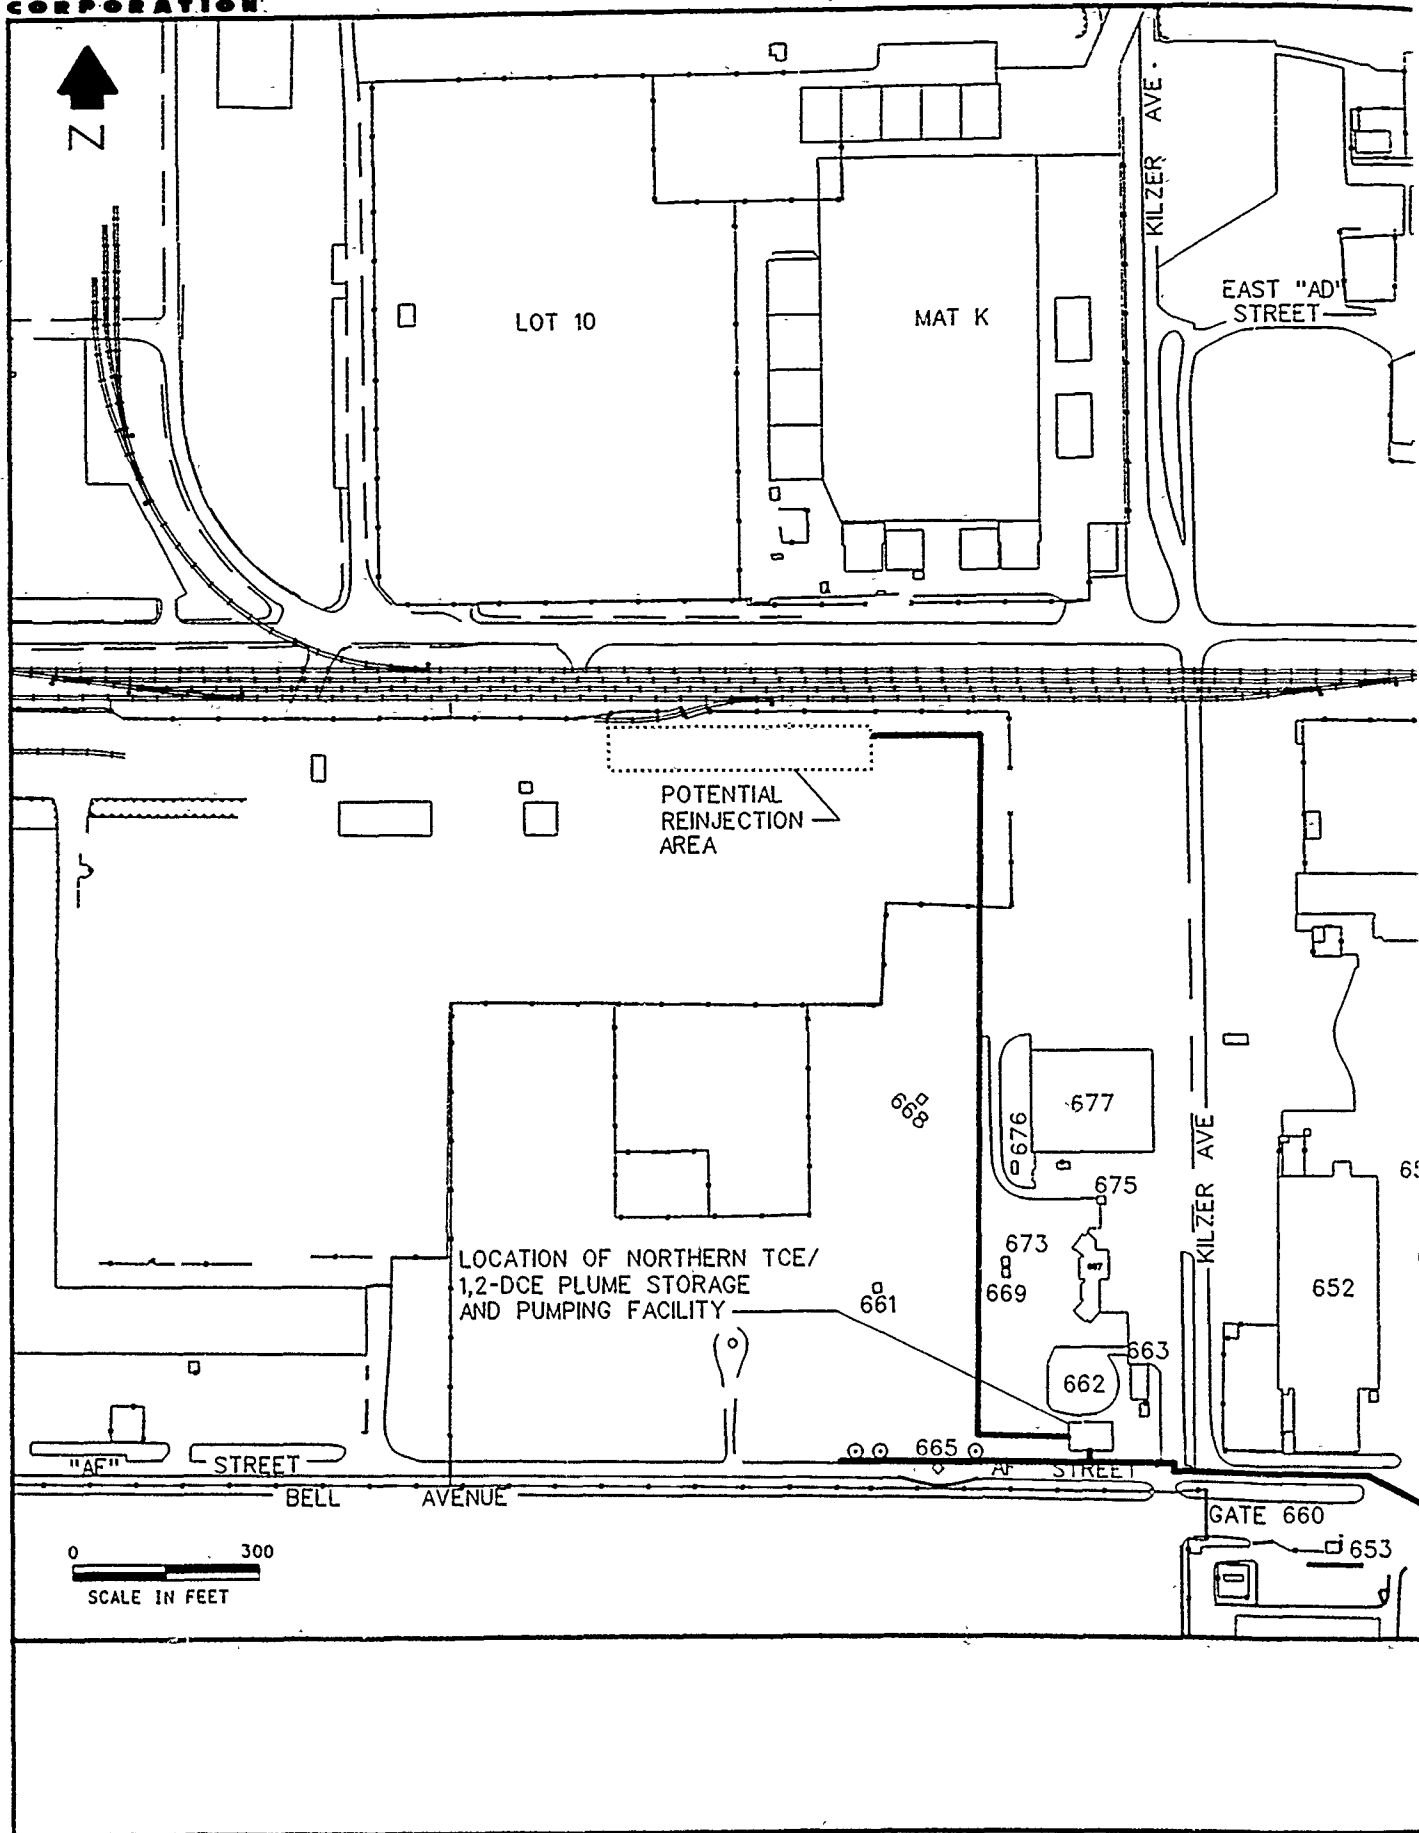 CORPORATION
N
KILZER AVE.
LOT 10
MAT K
EAST "AD"
STREET
POTENTIAL
REINJECTION
AREA
668
676
677
675
KILZER AVE
LOCATION OF NORTHERN TCE/
1,2-DCE PLUME STORAGE
AND PUMPING FACILITY
673
669
661
652
663
662
665
"AF" STREET
AF STREET
BELL AVENUE
GATE 660
653
0 300
SCALE IN FEET